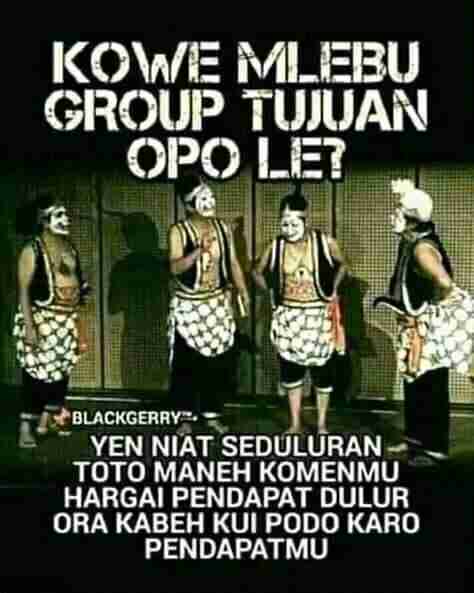 KOWE MLEBU
GROUP TUJUAN
OPO LE?
BLACKGERRY™
YEN NIAT SEDULURAN
TOTO MANEH KOMENMU
HARGAI PENDAPAT DULUR
ORA KABEH KUI PODO KARO
PENDAPATMU